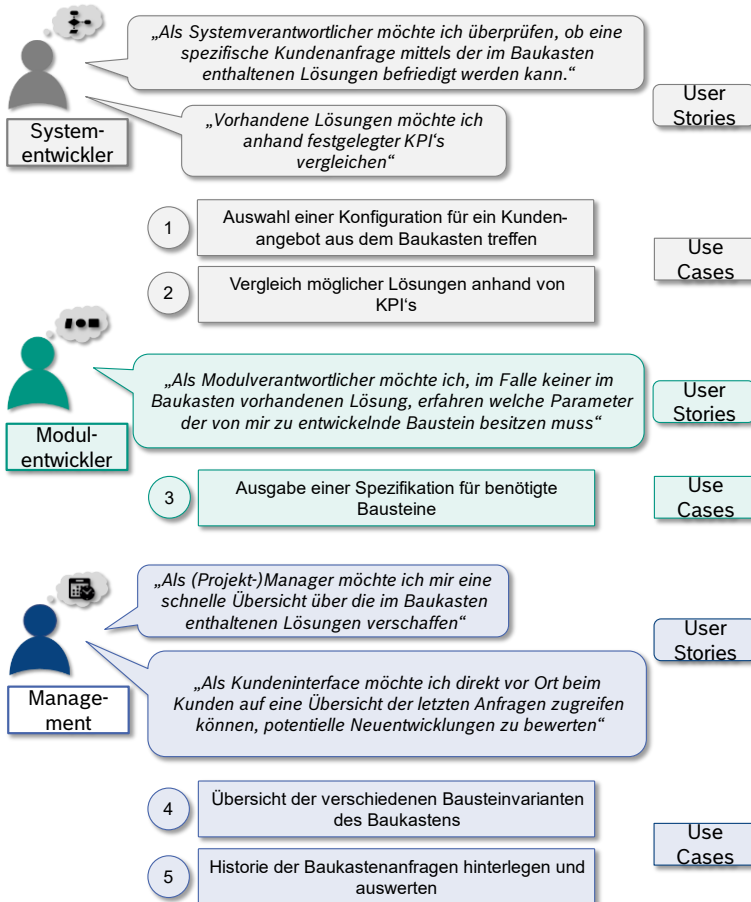 „Als Systemverantwortlicher möchte ich überprüfen, ob eine
spezifische Kundenanfrage mittels der im Baukasten
enthaltenen Lösungen befriedigt werden kann.“
User
Stories
System-
entwickler
„Vorhandene Lösungen möchte ich
anhand festgelegter KPI‘s
vergleichen“
1
Auswahl einer Konfiguration für ein Kunden-
angebot aus dem Baukasten treffen
Use
Cases
2
Vergleich möglicher Lösungen anhand von
KPI‘s
„Als Modulverantwortlicher möchte ich, im Falle keiner im
Baukasten vorhandenen Lösung, erfahren welche Parameter
der von mir zu entwickelnde Baustein besitzen muss“
User
Stories
Modul-
entwickler
3
Ausgabe einer Spezifikation für benötigte
Bausteine
Use
Cases
„Als (Projekt-)Manager möchte ich mir eine
schnelle Übersicht über die im Baukasten
enthaltenen Lösungen verschaffen“
User
Stories
Manage-
ment
„Als Kundeninterface möchte ich direkt vor Ort beim
Kunden auf eine Übersicht der letzten Anfragen zugreifen
können, potentielle Neuentwicklungen zu bewerten“
4
Übersicht der verschiedenen Bausteinvarianten
des Baukastens
Use
Cases
5
Historie der Baukastenanfragen hinterlegen und
auswerten